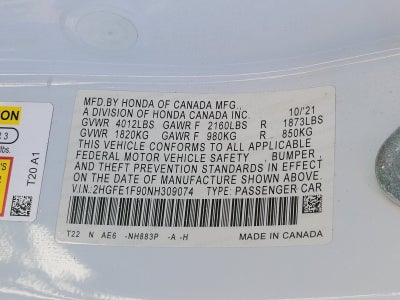 MFD.BY HONDA OF CANADA MFG.,
A DIVISION OF HONDA CANADA INC. 10/'21
GVWR 4012LBS GAWR F 2160LBS R 1873LBS
GVWR 1820KG GAWR F 980KG R 850KG
THIS VEHICLE CONFORMS TO ALL APPLICABLE
FEDERAL MOTOR VEHICLE SAFETY , BUMPER ,
AND THEFT PREVENTION STANDARDS IN EFFECT
ON THE DATE OF MANUFACTURE SHOWN ABOVE.
V.I.N.:2HGFE1F90NH309074 TYPE: PASSENGER CAR
T22 N AE6 -NH883P -A -H
MADE IN CANADA
ION
R 3
lbs.
T20 A1